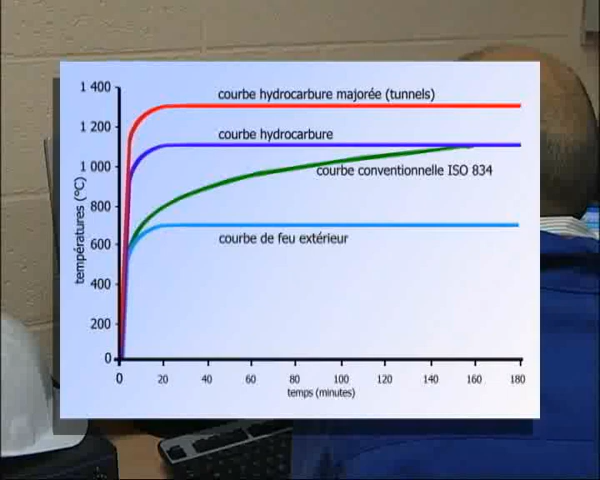 1 400
courbe hydrocarbure majorée (tunnels)
1 200
courbe hydrocarbure
1 000
courbe conventionnelle ISO 834
800
600
courbe de feu extérieur
400
200
0
températures (°C)
0 20 40 60 80 100 120 140 160 180
temps (minutes)